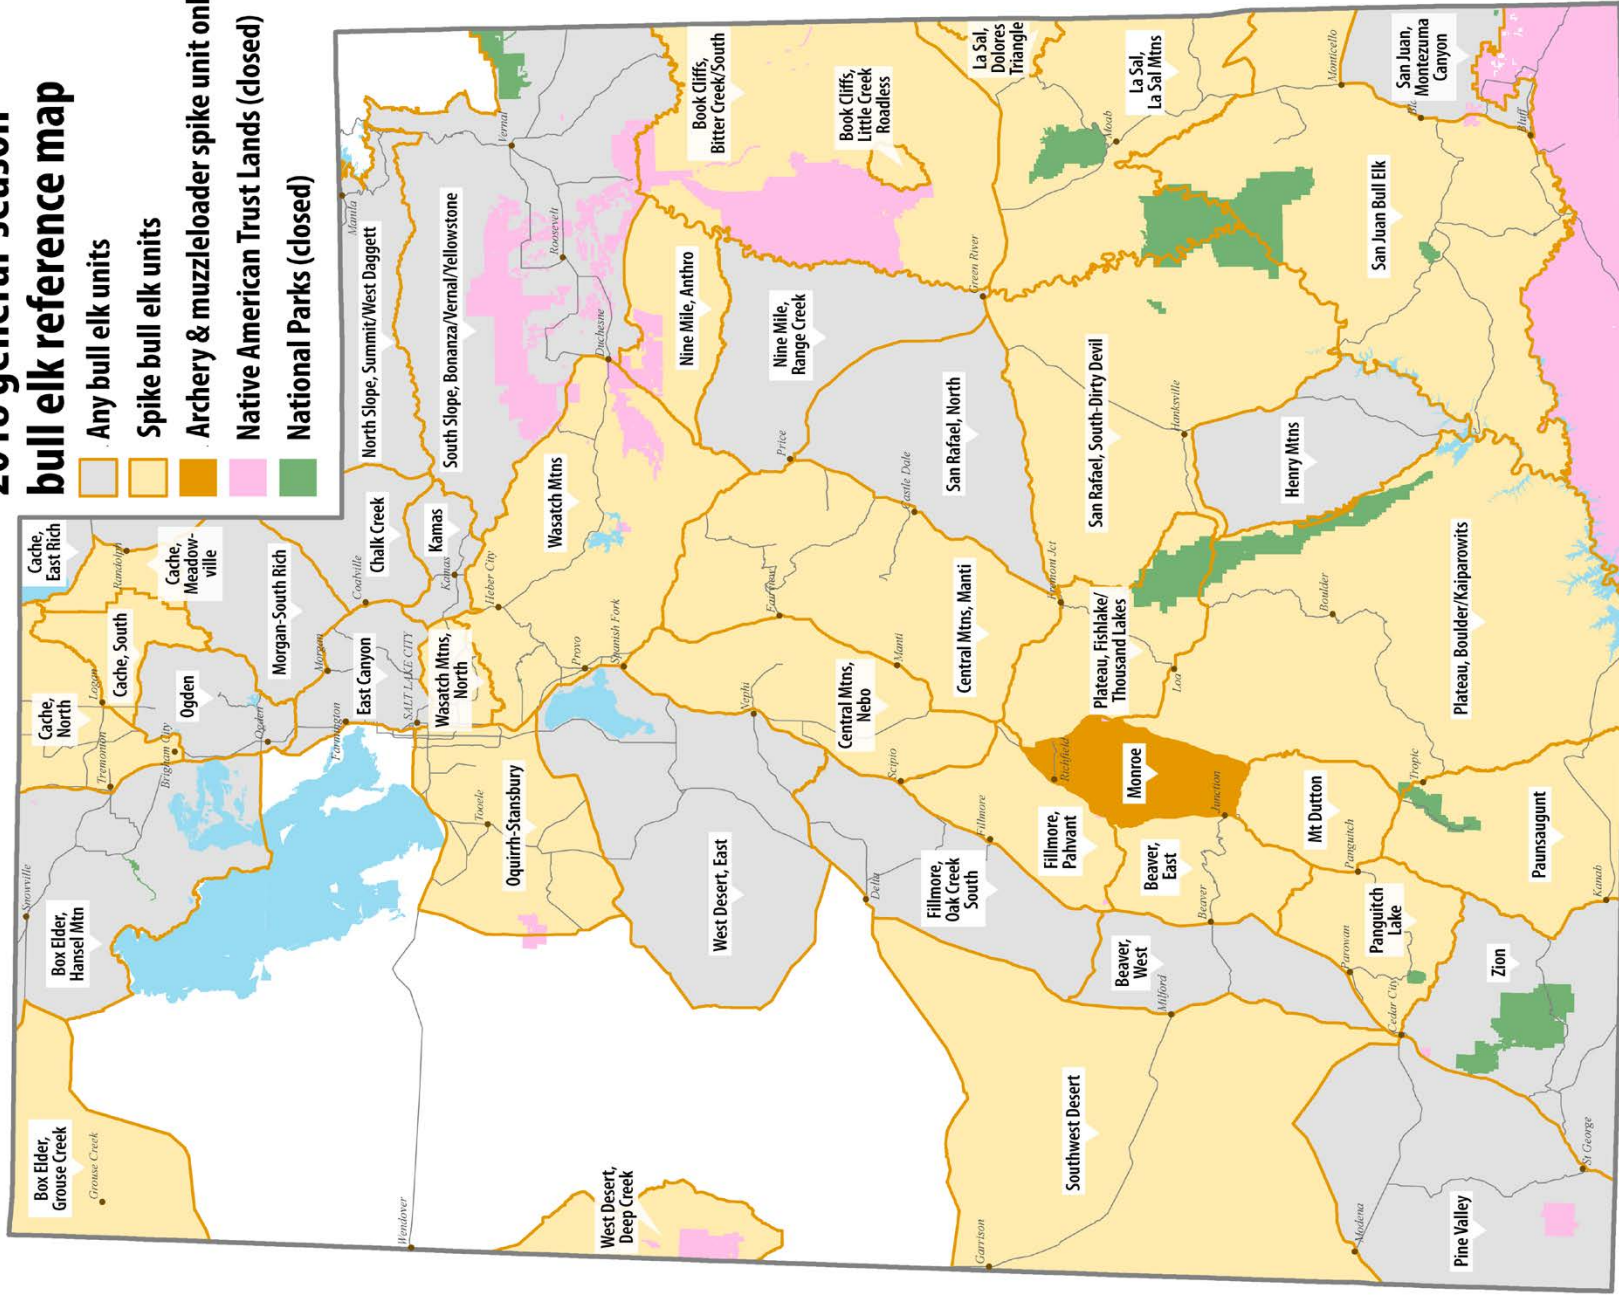 bull elk reference map
Any bull elk units
Spike bull elk units
Archery & muzzleloader spike unit
Native American Trust Lands (closed)
National Parks (closed)
Cache,
East Rich
Randolph
Cache,
Meadow-
ville
Cache, South
Cache,
North
Logan
Tremonton
Brigham City
Snowville
Box Elder,
Hansel Mtn
Box Elder,
Grouse Creek
Grouse Creek
Ogden
Ogden
Morgan-South Rich
Morgan
Coalville
Chalk Creek
East Canyon
Farmington
SALT LAKE CITY
Kamas
Kamas
Wasatch Mtns,
North
Heber City
North Slope, Summit/West Daggett
Manila
South Slope, Bonanza/Vernal/Yellowstone
Vernal
Roosevelt
Duchesne
Wasatch Mtns
Provo
Spanish Fork
Oquirrh-Stansbury
Tooele
Wendover
West Desert,
Deep Creek
West Desert, East
Nephi
Delta
Nine Mile, Anthro
Nine Mile,
Range Creek
Price
Book Cliffs,
Bitter Creek/South
Book Cliffs,
Little Creek
Roadless
Green River
Castle Dale
San Rafael, North
Central Mtns, Manti
Manti
Central Mtns,
Nebo
Scipio
Fillmore
Fillmore,
Oak Creek
South
Fillmore,
Pahvant
Richfield
Monroe
Junction
Beaver,
East
Beaver
Beaver,
West
Milford
Southwest Desert
Garrison
La Sal,
Dolores
Triangle
La Sal,
La Sal Mtns
Moab
Monticello
San Juan,
Montezuma
Canyon
Bluff
San Juan Bull Elk
San Rafael, South-Dirty Devil
Hanksville
Henry Mtns
Fremont Jct
Plateau, Fishlake/
Thousand Lakes
Loa
Boulder
Plateau, Boulder/Kaiparowits
Mt Dutton
Panguitch
Tropic
Paunsaugunt
Kanab
Panguitch
Lake
Parowan
Cedar City
Zion
St George
Pine Valley
Modena